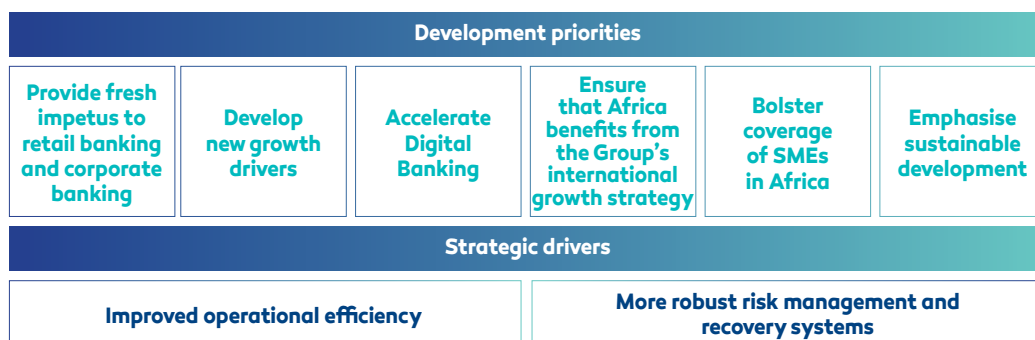 Development priorities
Provide fresh
impetus to
retail banking
and corporate
banking
Develop
new growth
drivers
Accelerate
Digital
Banking
Ensure
that Africa
benefits from
the Group's
international
growth strategy
Bolster
coverage
of SMEs
in Africa
Emphasise
sustainable
development
Strategic drivers
Improved operational efficiency
More robust risk management and
recovery systems